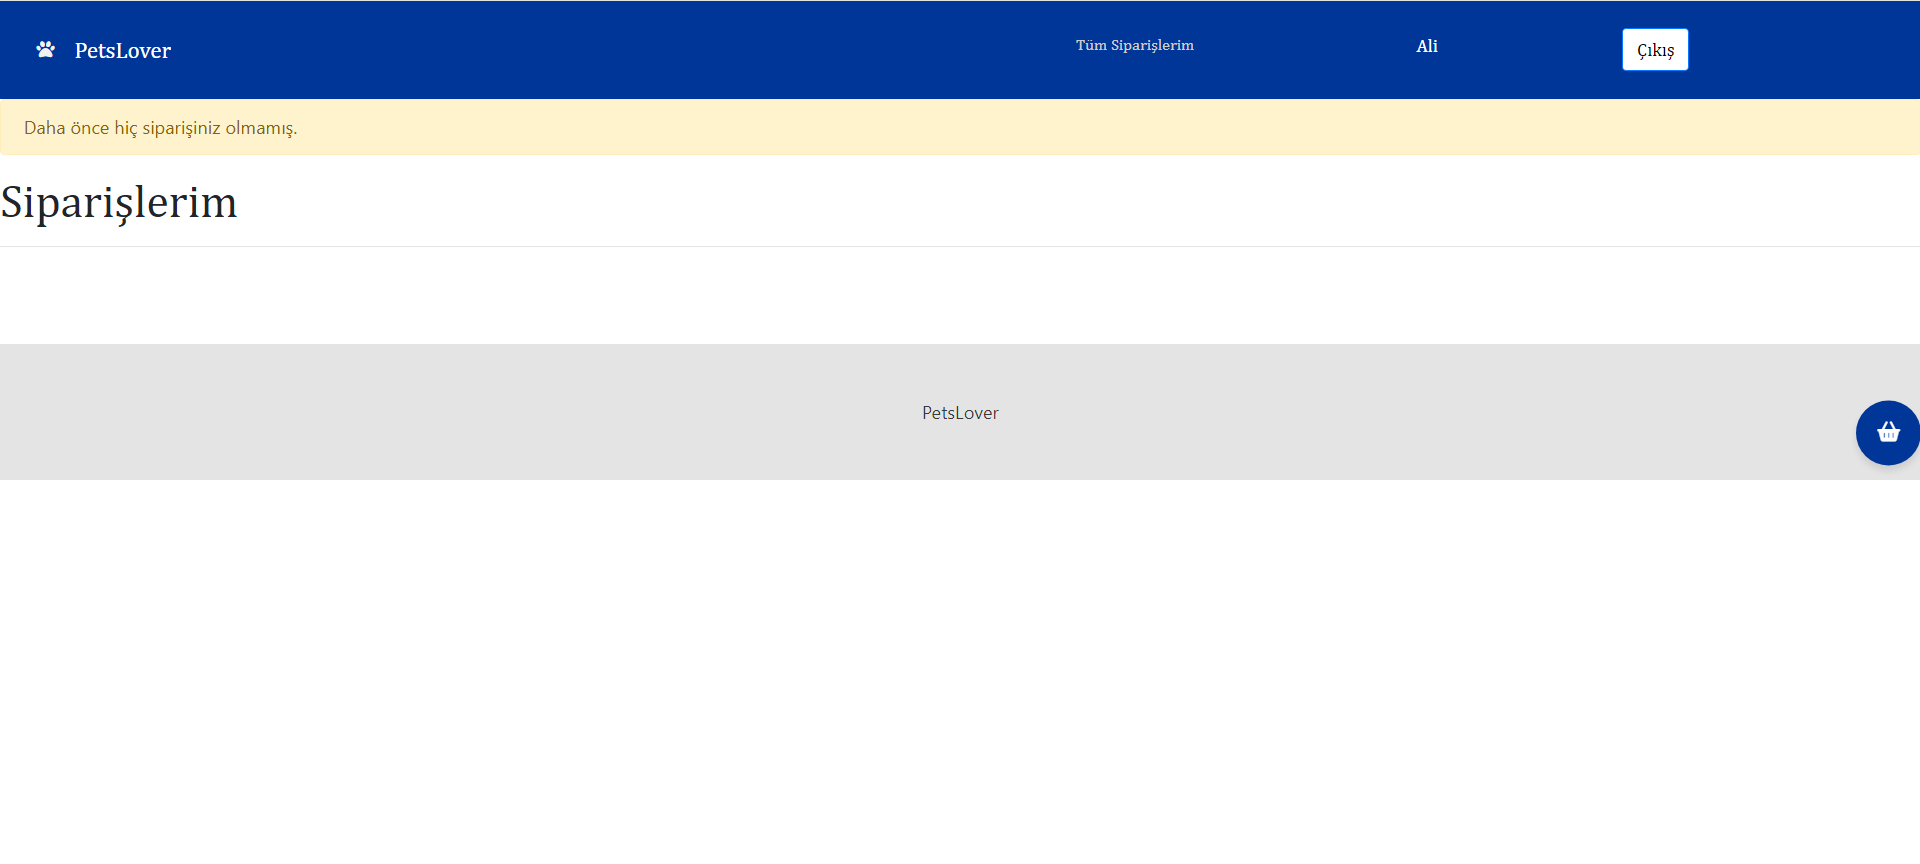 PetsLover
Tüm Siparişlerim
Ali
Çıkış
Daha önce hiç siparişiniz olmamış.
Siparişlerim
PetsLover